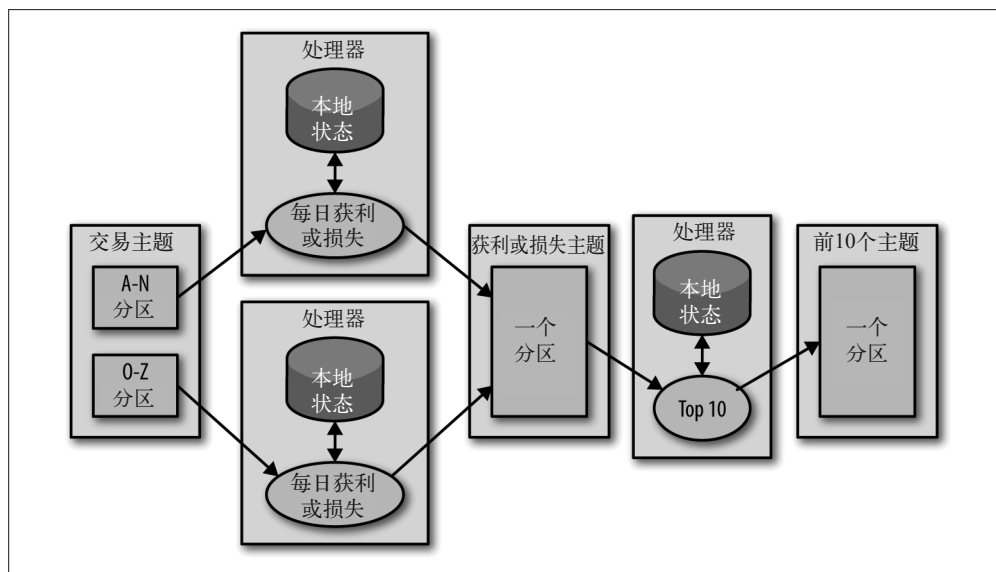 处理器
本地
状态
每日获利
或损失
交易主题
A-N
分区
O-Z
分区
处理器
本地
状态
每日获利
或损失
获利或损失主题
一个
分区
处理器
本地
状态
Top 10
前10个主题
一个
分区